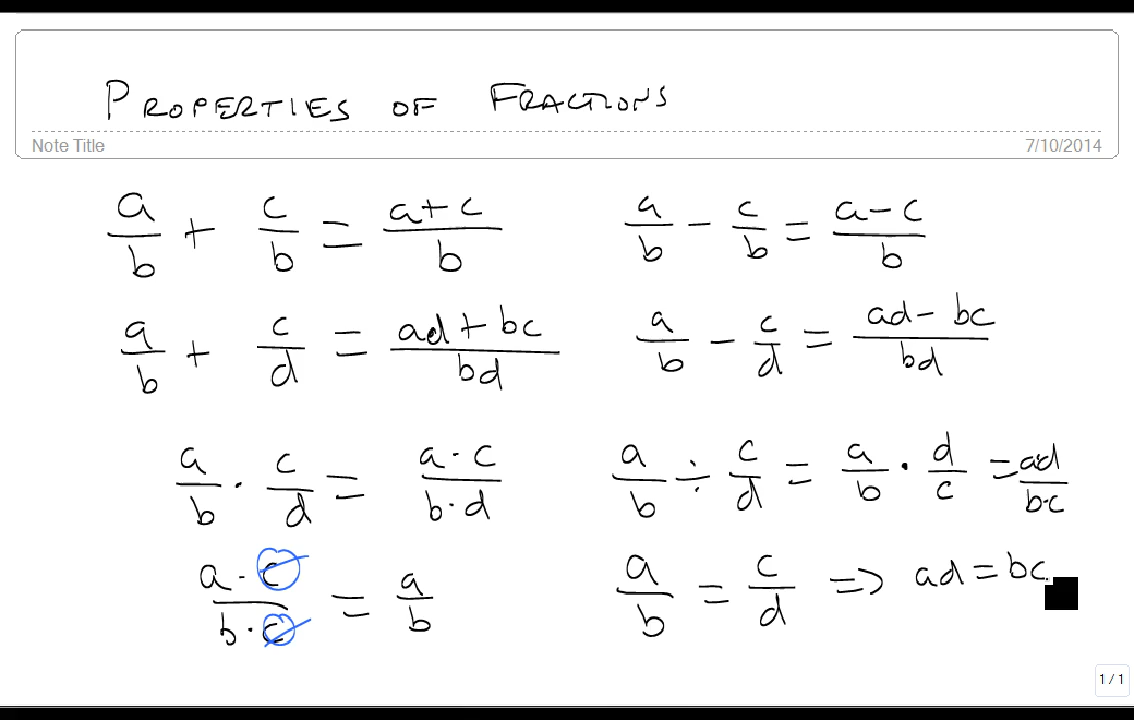 PROPERTIES OF FRACTIONS
Note Title 7/10/2014
a/b + c/b = (a+c)/b a/b - c/b = (a-c)/b
a/b + c/d = (ad+bc)/bd a/b - c/d = (ad-bc)/bd
a/b · c/d = (a·c)/(b·d) a/b ÷ c/d = a/b · d/c = ad/(b·c)
(a·c)/(b·c) = a/b a/b = c/d => ad = bc
1 / 1